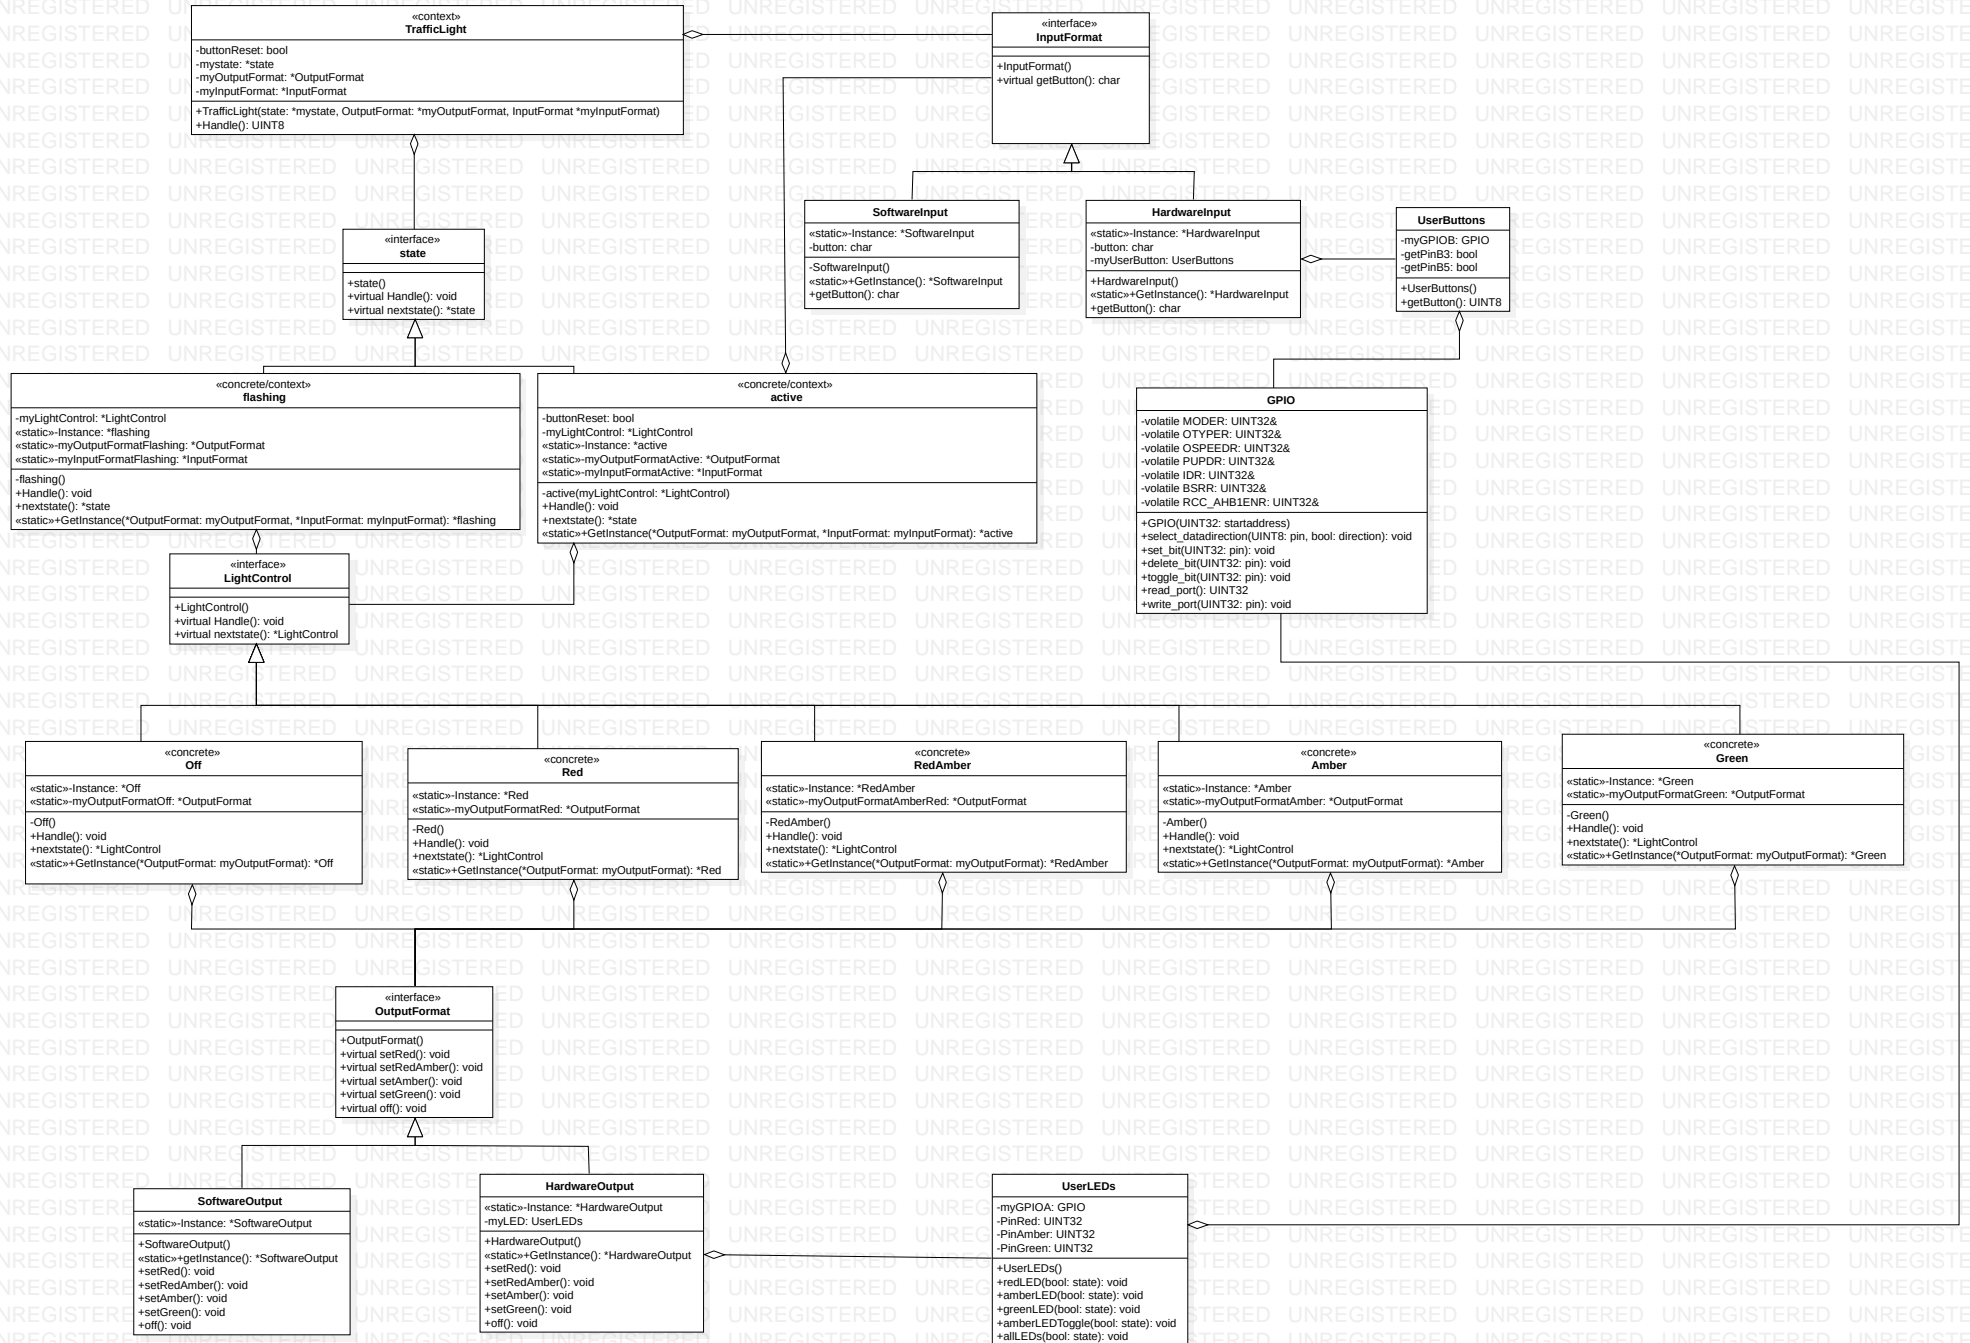 «context»
TrafficLight
-buttonReset: bool
-mystate: *state
-myOutputFormat: *OutputFormat
-myInputFormat: *InputFormat
+TrafficLight(state: *mystate, OutputFormat: *myOutputFormat, InputFormat *myInputFormat)
+Handle(): UINT8
«interface»
InputFormat
+InputFormat()
+virtual getButton(): char
«interface»
state
+state()
+virtual Handle(): void
+virtual nextstate(): *state
SoftwareInput
«static»-Instance: *SoftwareInput
-button: char
-SoftwareInput()
«static»+GetInstance(): *SoftwareInput
+getButton(): char
HardwareInput
«static»-Instance: *HardwareInput
-button: char
-myUserButton: UserButtons
+HardwareInput()
«static»+GetInstance(): *HardwareInput
+getButton(): char
UserButtons
-myGPIOB: GPIO
-getPinB3: bool
-getPinB5: bool
+UserButtons()
+getButton(): UINT8
«concrete/context»
flashing
-myLightControl: *LightControl
«static»-Instance: *flashing
«static»-myOutputFormatFlashing: *OutputFormat
«static»-myInputFormatFlashing: *InputFormat
-flashing()
+Handle(): void
+nextstate(): *state
«static»+GetInstance(*OutputFormat: myOutputFormat, *InputFormat: myInputFormat): *flashing
«concrete/context»
active
-buttonReset: bool
-myLightControl: *LightControl
«static»-Instance: *active
«static»-myOutputFormatActive: *OutputFormat
«static»-myInputFormatActive: *InputFormat
-active(myLightControl: *LightControl)
+Handle(): void
+nextstate(): *state
«static»+GetInstance(*OutputFormat: myOutputFormat, *InputFormat: myInputFormat): *active
GPIO
-volatile MODER: UINT32&
-volatile OTYPER: UINT32&
-volatile OSPEEDR: UINT32&
-volatile PUPDR: UINT32&
-volatile IDR: UINT32&
-volatile BSRR: UINT32&
-volatile RCC_AHB1ENR: UINT32&
+GPIO(UINT32: startaddress)
+select_datadirection(UINT8: pin, bool: direction): void
+set_bit(UINT32: pin): void
+delete_bit(UINT32: pin): void
+toggle_bit(UINT32: pin): void
+read_port(): UINT32
+write_port(UINT32: pin): void
«interface»
LightControl
+LightControl()
+virtual Handle(): void
+virtual nextstate(): *LightControl
«concrete»
Off
«static»-Instance: *Off
«static»-myOutputFormatOff: *OutputFormat
-Off()
+Handle(): void
+nextstate(): *LightControl
«static»+GetInstance(*OutputFormat: myOutputFormat): *Off
«concrete»
Red
«static»-Instance: *Red
«static»-myOutputFormatRed: *OutputFormat
-Red()
+Handle(): void
+nextstate(): *LightControl
«static»+GetInstance(*OutputFormat: myOutputFormat): *Red
«concrete»
RedAmber
«static»-Instance: *RedAmber
«static»-myOutputFormatAmberRed: *OutputFormat
-RedAmber()
+Handle(): void
+nextstate(): *LightControl
«static»+GetInstance(*OutputFormat: myOutputFormat): *RedAmber
«concrete»
Amber
«static»-Instance: *Amber
«static»-myOutputFormatAmber: *OutputFormat
-Amber()
+Handle(): void
+nextstate(): *LightControl
«static»+GetInstance(*OutputFormat: myOutputFormat): *Amber
«concrete»
Green
«static»-Instance: *Green
«static»-myOutputFormatGreen: *OutputFormat
-Green()
+Handle(): void
+nextstate(): *LightControl
«static»+GetInstance(*OutputFormat: myOutputFormat): *Green
«interface»
OutputFormat
+OutputFormat()
+virtual setRed(): void
+virtual setRedAmber(): void
+virtual setAmber(): void
+virtual setGreen(): void
+virtual off(): void
SoftwareOutput
«static»-Instance: *SoftwareOutput
+SoftwareOutput()
«static»+getInstance(): *SoftwareOutput
+setRed(): void
+setRedAmber(): void
+setAmber(): void
+setGreen(): void
+off(): void
HardwareOutput
«static»-Instance: *HardwareOutput
-myLED: UserLEDs
+HardwareOutput()
«static»+GetInstance(): *HardwareOutput
+setRed(): void
+setRedAmber(): void
+setAmber(): void
+setGreen(): void
+off(): void
UserLEDs
-myGPIOA: GPIO
-PinRed: UINT32
-PinAmber: UINT32
-PinGreen: UINT32
+UserLEDs()
+redLED(bool: state): void
+amberLED(bool: state): void
+greenLED(bool: state): void
+amberLEDToggle(bool: state): void
+allLEDs(bool: state): void